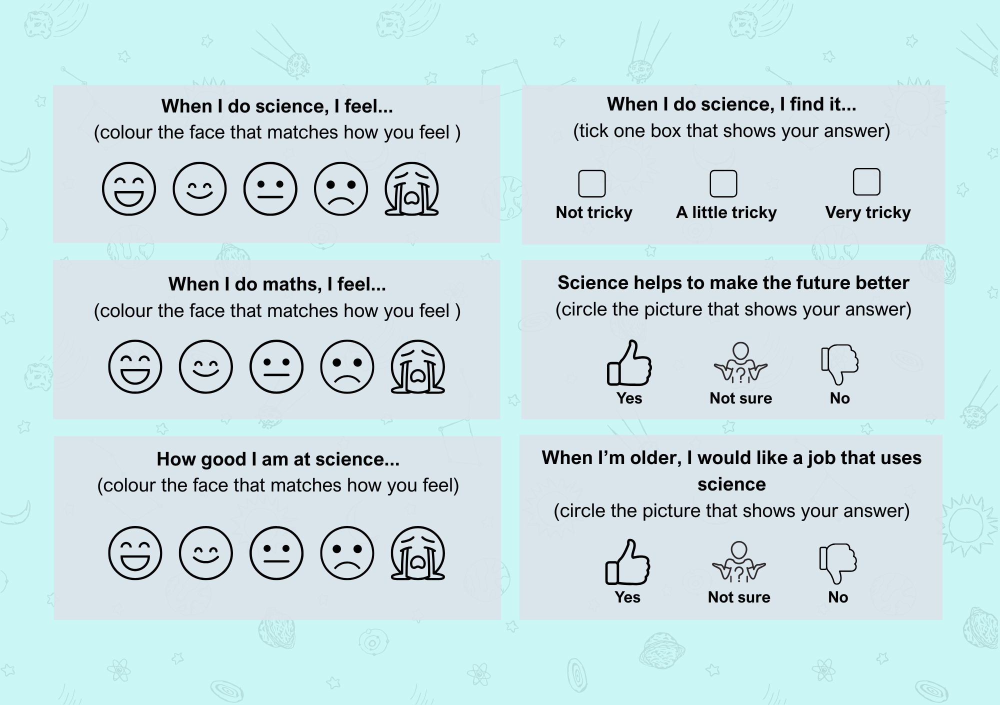 When I do science, I feel...
(colour the face that matches how you feel )
When I do science, I find it...
(tick one box that shows your answer)
Not tricky
A little tricky
Very tricky
When I do maths, I feel...
(colour the face that matches how you feel )
Science helps to make the future better
(circle the picture that shows your answer)
?
Yes
Not sure
No
How good I am at science...
(colour the face that matches how you feel)
When I’m older, I would like a job that uses
science
(circle the picture that shows your answer)
?
Yes
Not sure
No